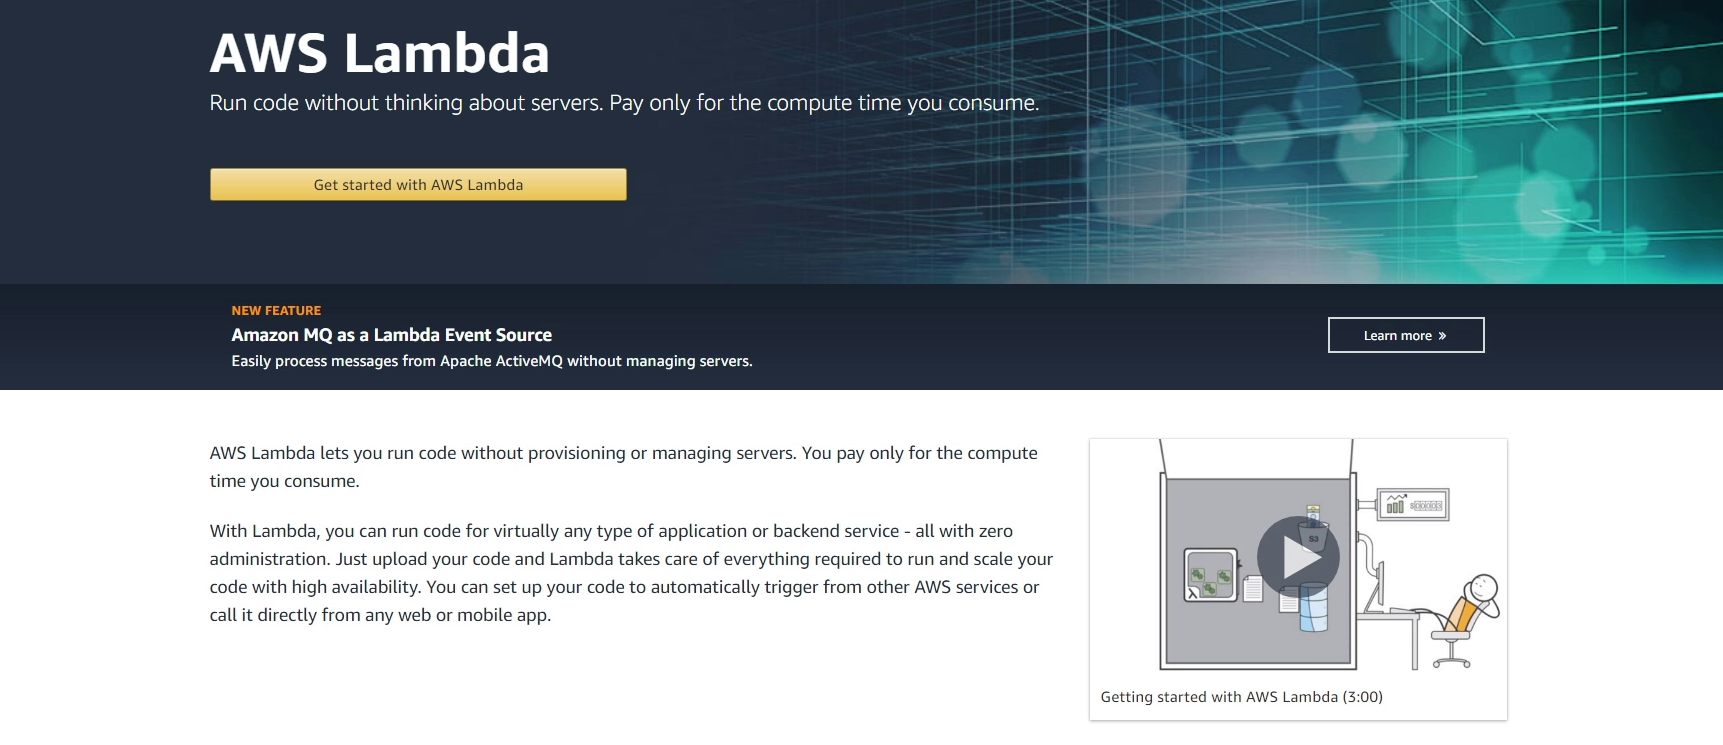 AWS Lambda
Run code without thinking about servers. Pay only for the compute time you consume.
Get started with AWS Lambda
NEW FEATURE
Amazon MQ as a Lambda Event Source
Easily process messages from Apache ActiveMQ without managing servers.
Learn more »
AWS Lambda lets you run code without provisioning or managing servers. You pay only for the compute
time you consume.
With Lambda, you can run code for virtually any type of application or backend service - all with zero
administration. Just upload your code and Lambda takes care of everything required to run and scale your
code with high availability. You can set up your code to automatically trigger from other AWS services or
call it directly from any web or mobile app.
S3
Getting started with AWS Lambda (3:00)